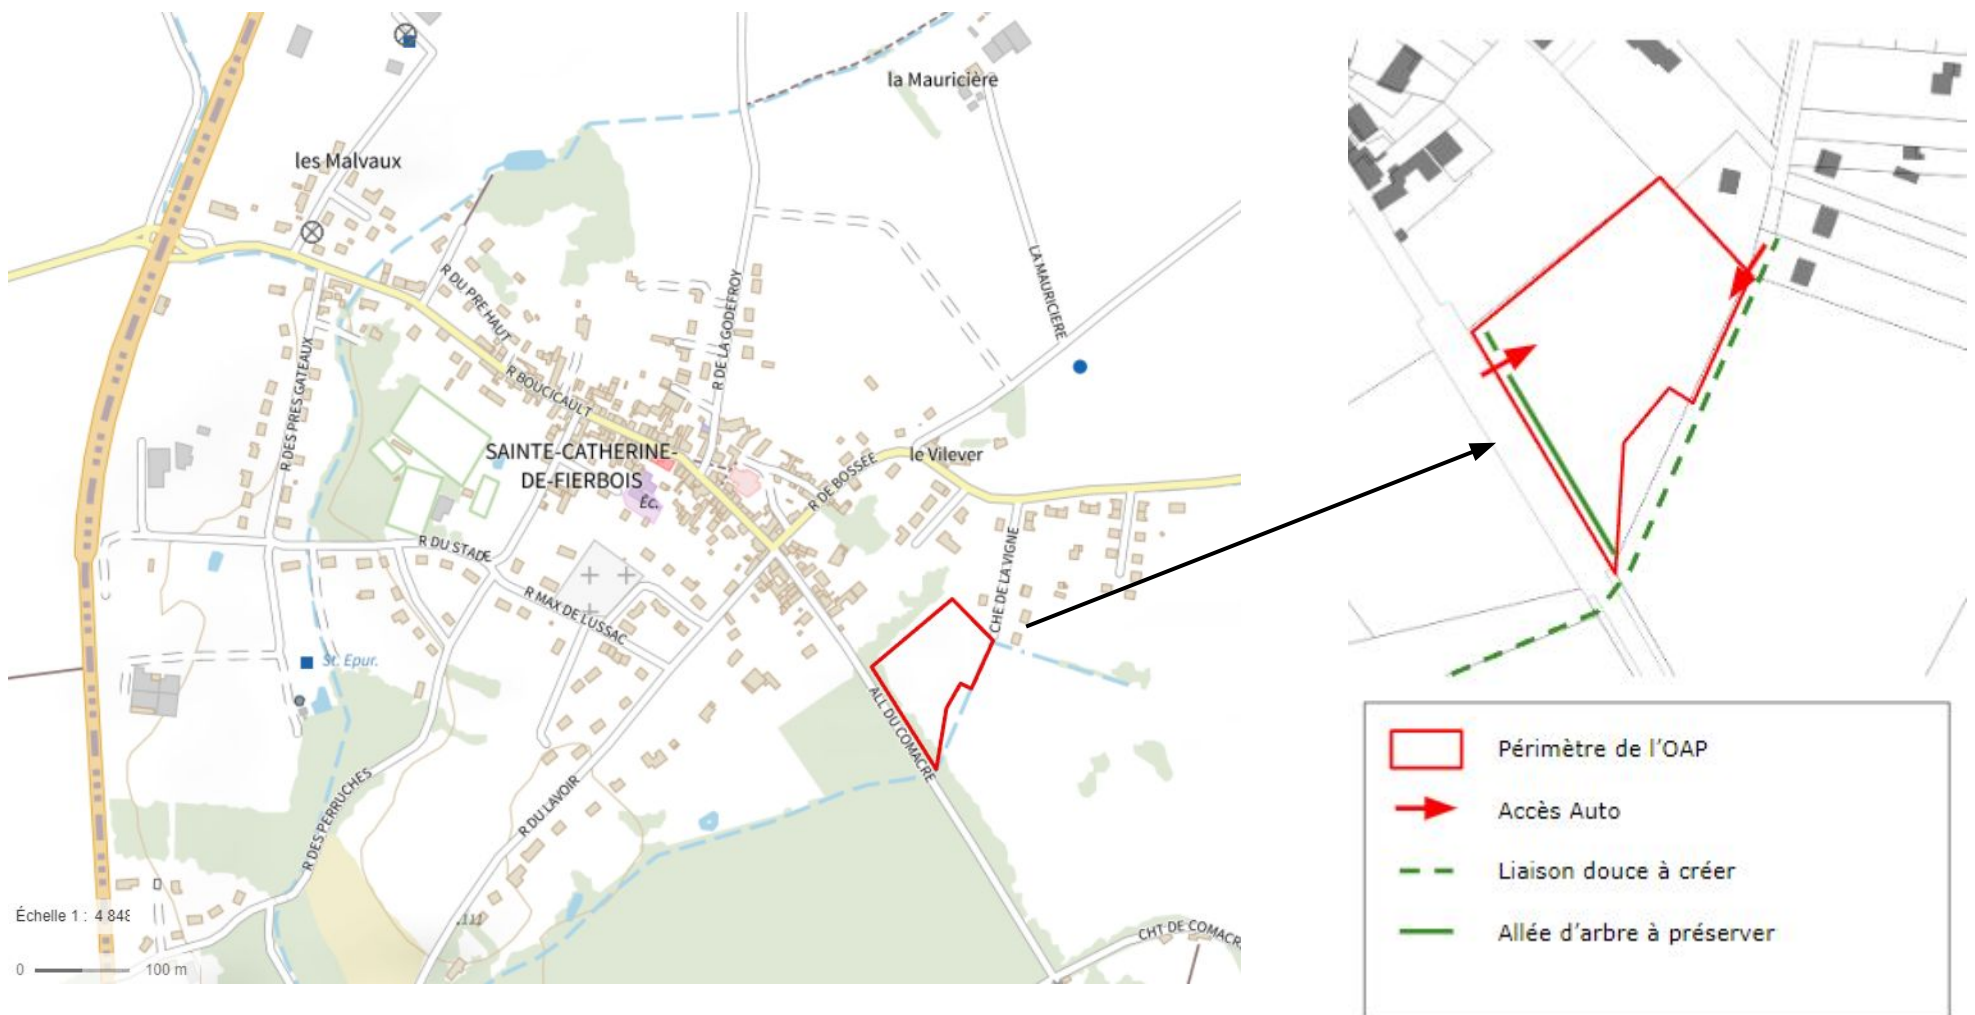 la Mauricière
les Malvaux
R DU PRE HAUT
R DE LA GODEFROY
LA MAURICIERE
R DES PRES GATEAUX
R BOUCICAULT
SAINTE-CATHERINE-
DE-FIERBOIS
Éc.
le Vilever
R DE BOSSEE
R DU STADE
CHE DE LA VIGNE
R MAX DE LUSSAC
St. Epur.
ALL DU COMACRE
R DES PERRUCHES
R DU LAVOIR
111
CHT DE COMACR
Échelle 1 : 4 848
0 100 m
Périmètre de l'OAP
Accès Auto
Liaison douce à créer
Allée d'arbre à préserver